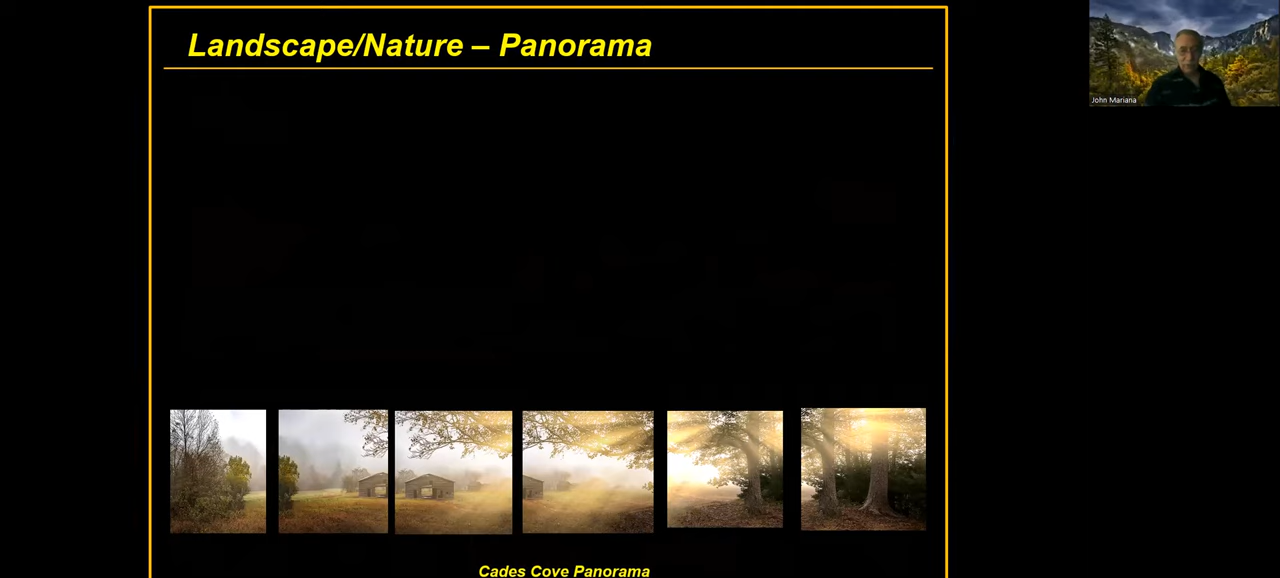 Landscape/Nature – Panorama
John Mariana
Cades Cove Panorama